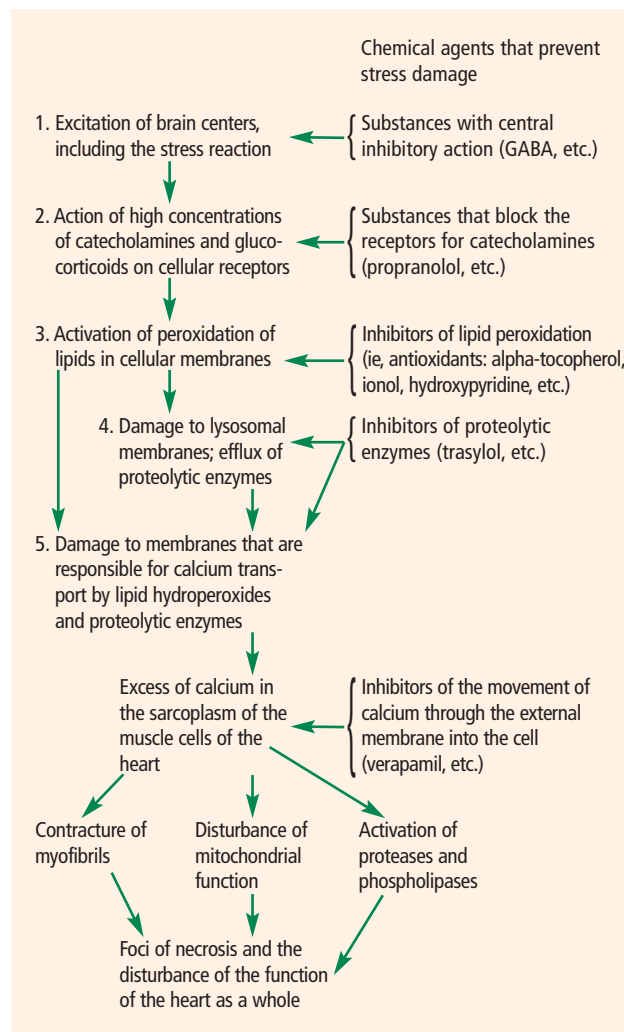 Chemical agents that prevent
stress damage
1. Excitation of brain centers,
including the stress reaction
Substances with central
inhibitory action (GABA, etc.)
2. Action of high concentrations
of catecholamines and gluco-
corticoids on cellular receptors
Substances that block the
receptors for catecholamines
(propranolol, etc.)
3. Activation of peroxidation of
lipids in cellular membranes
Inhibitors of lipid peroxidation
(ie, antioxidants: alpha-tocopherol,
ionol, hydroxypyridine, etc.)
4. Damage to lysosomal
membranes; efflux of
proteolytic enzymes
Inhibitors of proteolytic
enzymes (trasylol, etc.)
5. Damage to membranes that are
responsible for calcium trans-
port by lipid hydroperoxides
and proteolytic enzymes
Excess of calcium in
the sarcoplasm of the
muscle cells of the
heart
Inhibitors of the movement of
calcium through the external
membrane into the cell
(verapamil, etc.)
Contracture of
myofibrils
Disturbance of
mitochondrial
function
Activation of
proteases and
phospholipases
Foci of necrosis and the
disturbance of the function
of the heart as a whole